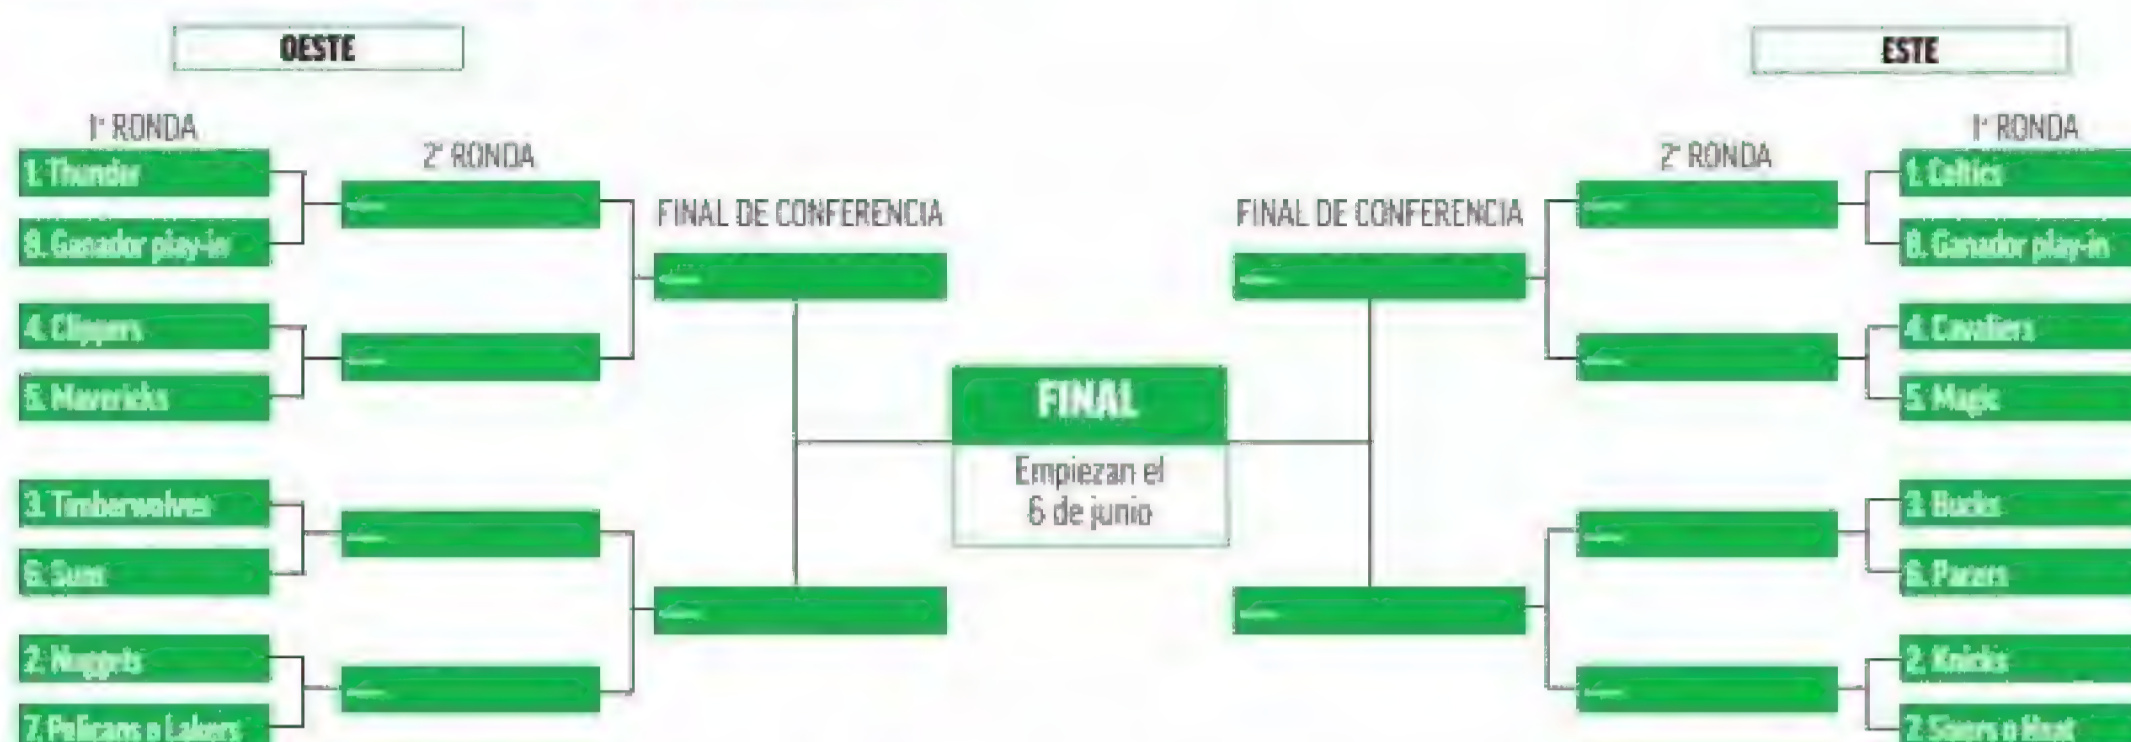 OESTE
1ª RONDA
1. Thunder
8. Ganador play-in
4. Clippers
5. Mavericks
3. Timberwolves
6. Suns
2. Nuggets
7. Pelicans o Lakers
2ª RONDA
FINAL DE CONFERENCIA
FINAL
Empiezan el
6 de junio
ESTE
FINAL DE CONFERENCIA
2ª RONDA
1ª RONDA
1. Celtics
8. Ganador play-in
4. Cavaliers
5. Magic
3. Bucks
6. Pacers
2. Knicks
7. Sixers o Heat